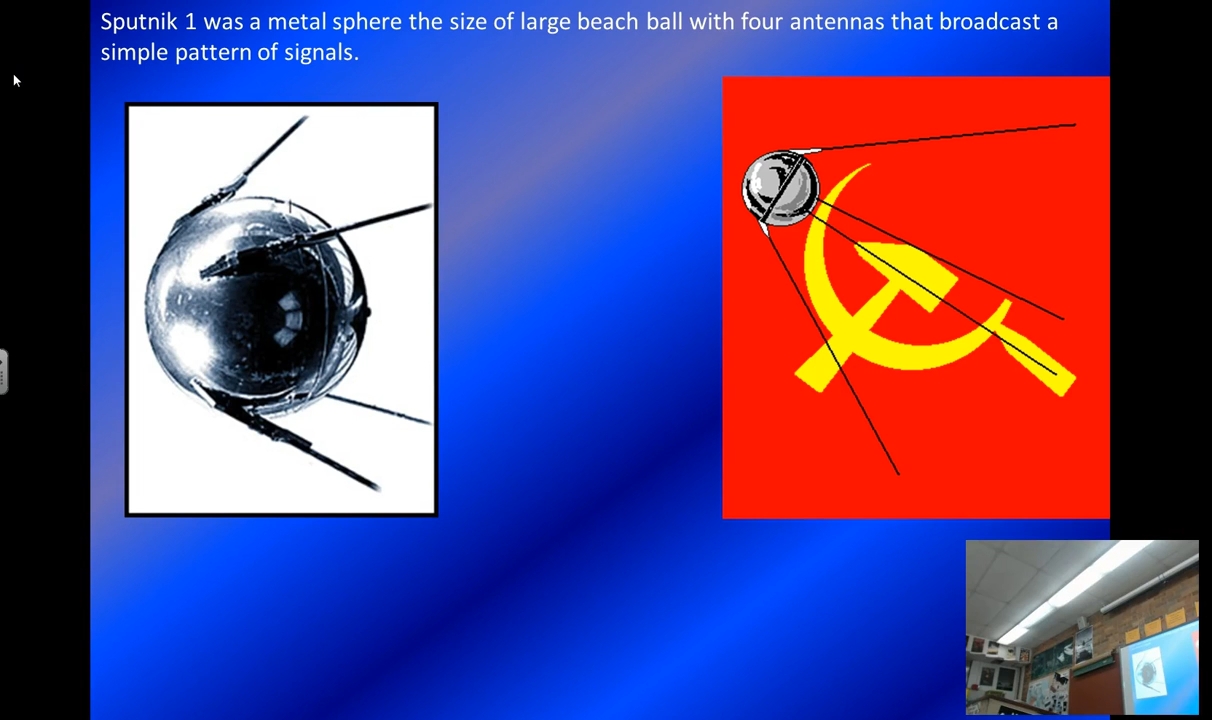 Sputnik 1 was a metal sphere the size of large beach ball with four antennas that broadcast a
simple pattern of signals.